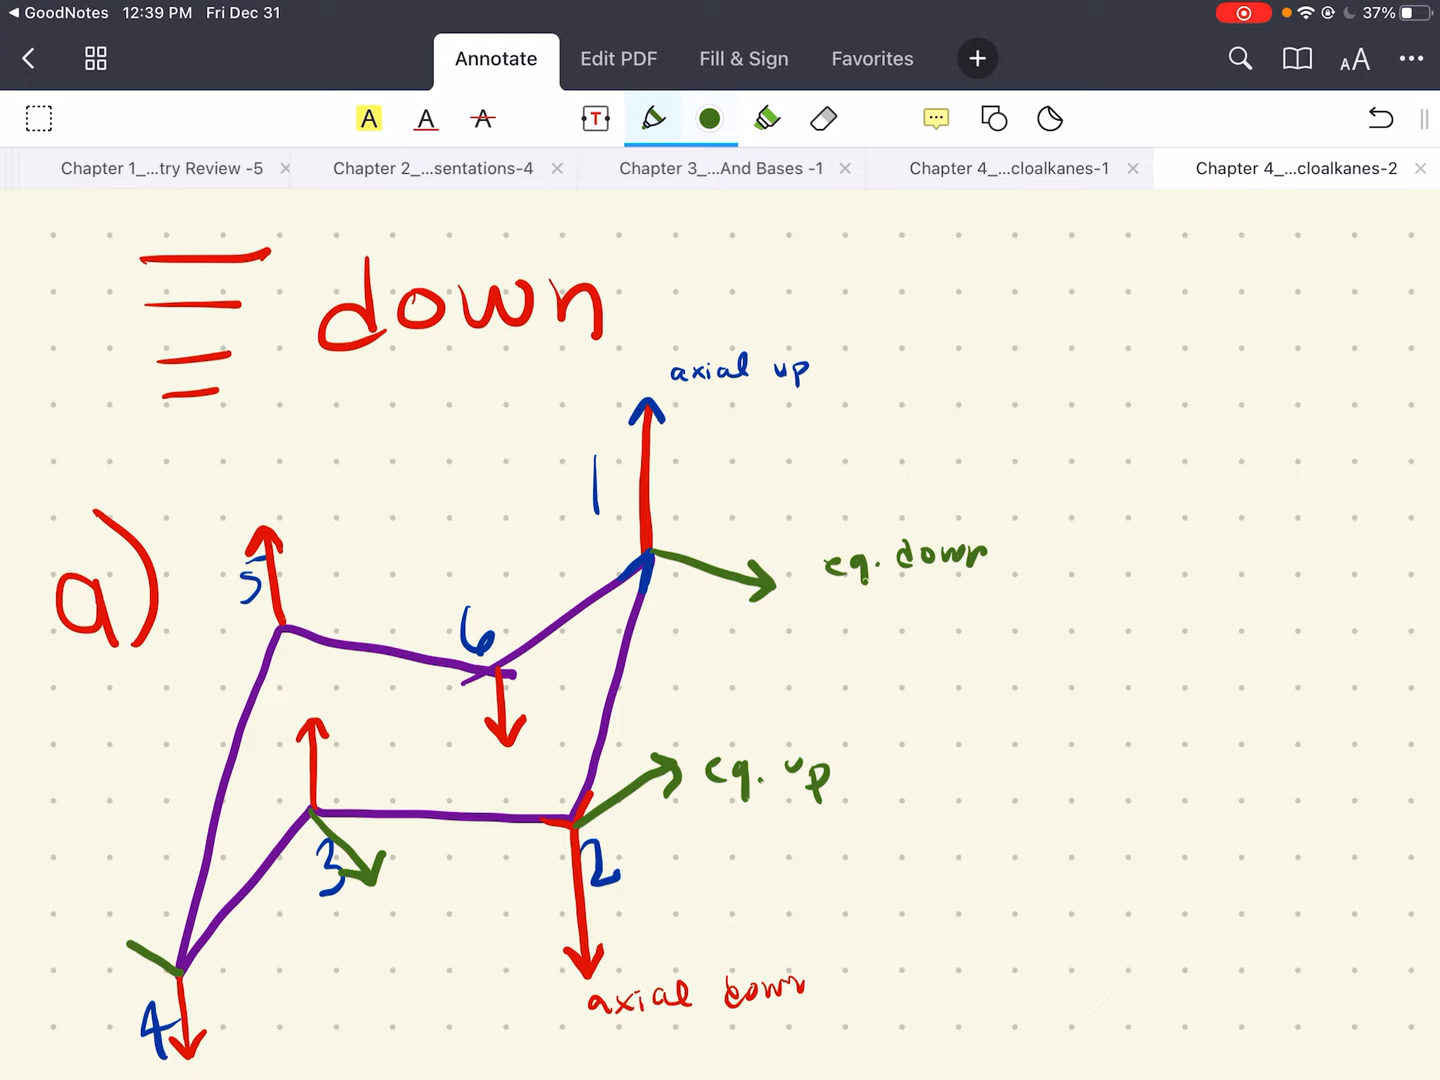 GoodNotes 12:39 PM Fri Dec 31 37%
Annotate Edit PDF Fill & Sign Favorites
A A A T AA
Chapter 1_...try Review -5 Chapter 2_...sentations-4 Chapter 3_...And Bases -1 Chapter 4_...cloalkanes-1 Chapter 4_...cloalkanes-2
down
axial up
1
a)
5
eq. down
6
eq. up
3
2
axial down
4